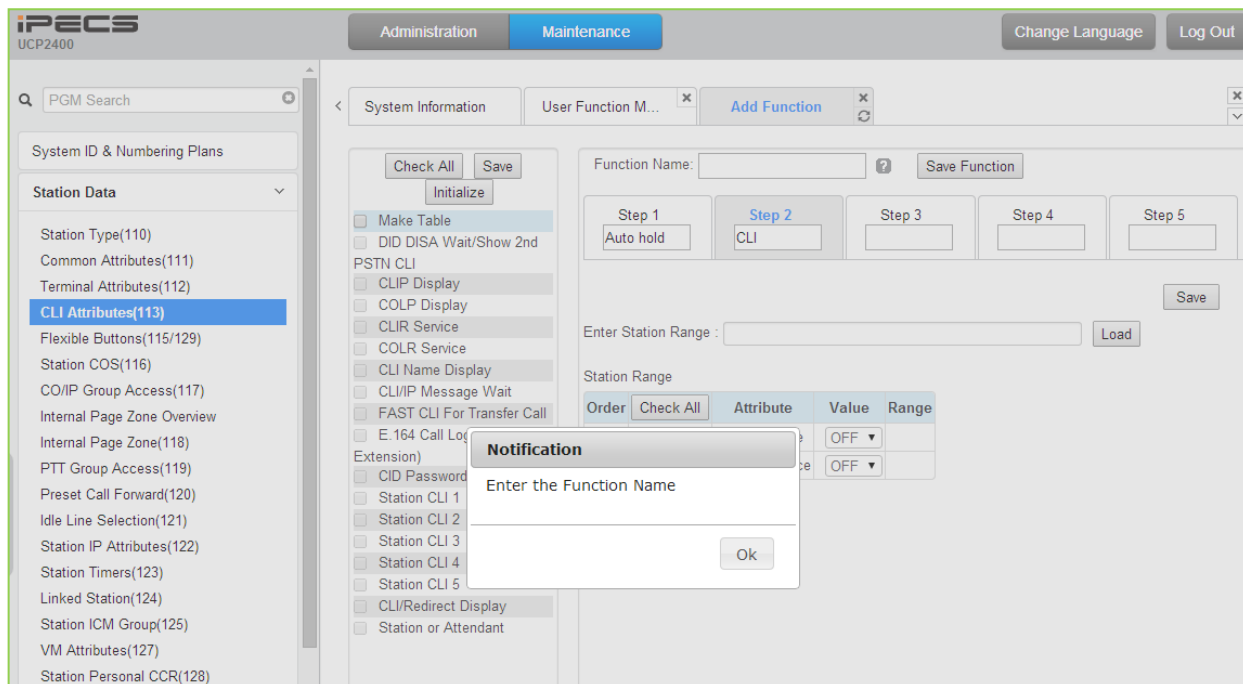 iPECS
UCP2400
Administration
Maintenance
Change Language
Log Out
PGM Search
System ID & Numbering Plans
Station Data
Station Type(110)
Common Attributes(111)
Terminal Attributes(112)
CLI Attributes(113)
Flexible Buttons(115/129)
Station COS(116)
CO/IP Group Access(117)
Internal Page Zone Overview
Internal Page Zone(118)
PTT Group Access(119)
Preset Call Forward(120)
Idle Line Selection(121)
Station IP Attributes(122)
Station Timers(123)
Linked Station(124)
Station ICM Group(125)
VM Attributes(127)
Station Personal CCR(128)
System Information
User Function M...
Add Function
Check All
Save
Initialize
Make Table
DID DISA Wait/Show 2nd
PSTN CLI
CLIP Display
COLP Display
CLIR Service
COLR Service
CLI Name Display
CLI/IP Message Wait
FAST CLI For Transfer Call
E.164 Call
Extension)
CID Password
Station CLI 1
Station CLI 2
Station CLI 3
Station CLI 4
Station CLI 5
CLI/Redirect Display
Station or Attendant
Function Name:
?
Save Function
Step 1
Auto hold
Step 2
CLI
Step 3
Step 4
Step 5
Save
Enter Station Range :
Load
Station Range
Order Check All Attribute Value Range
OFF
OFF
Notification
Enter the Function Name
Ok